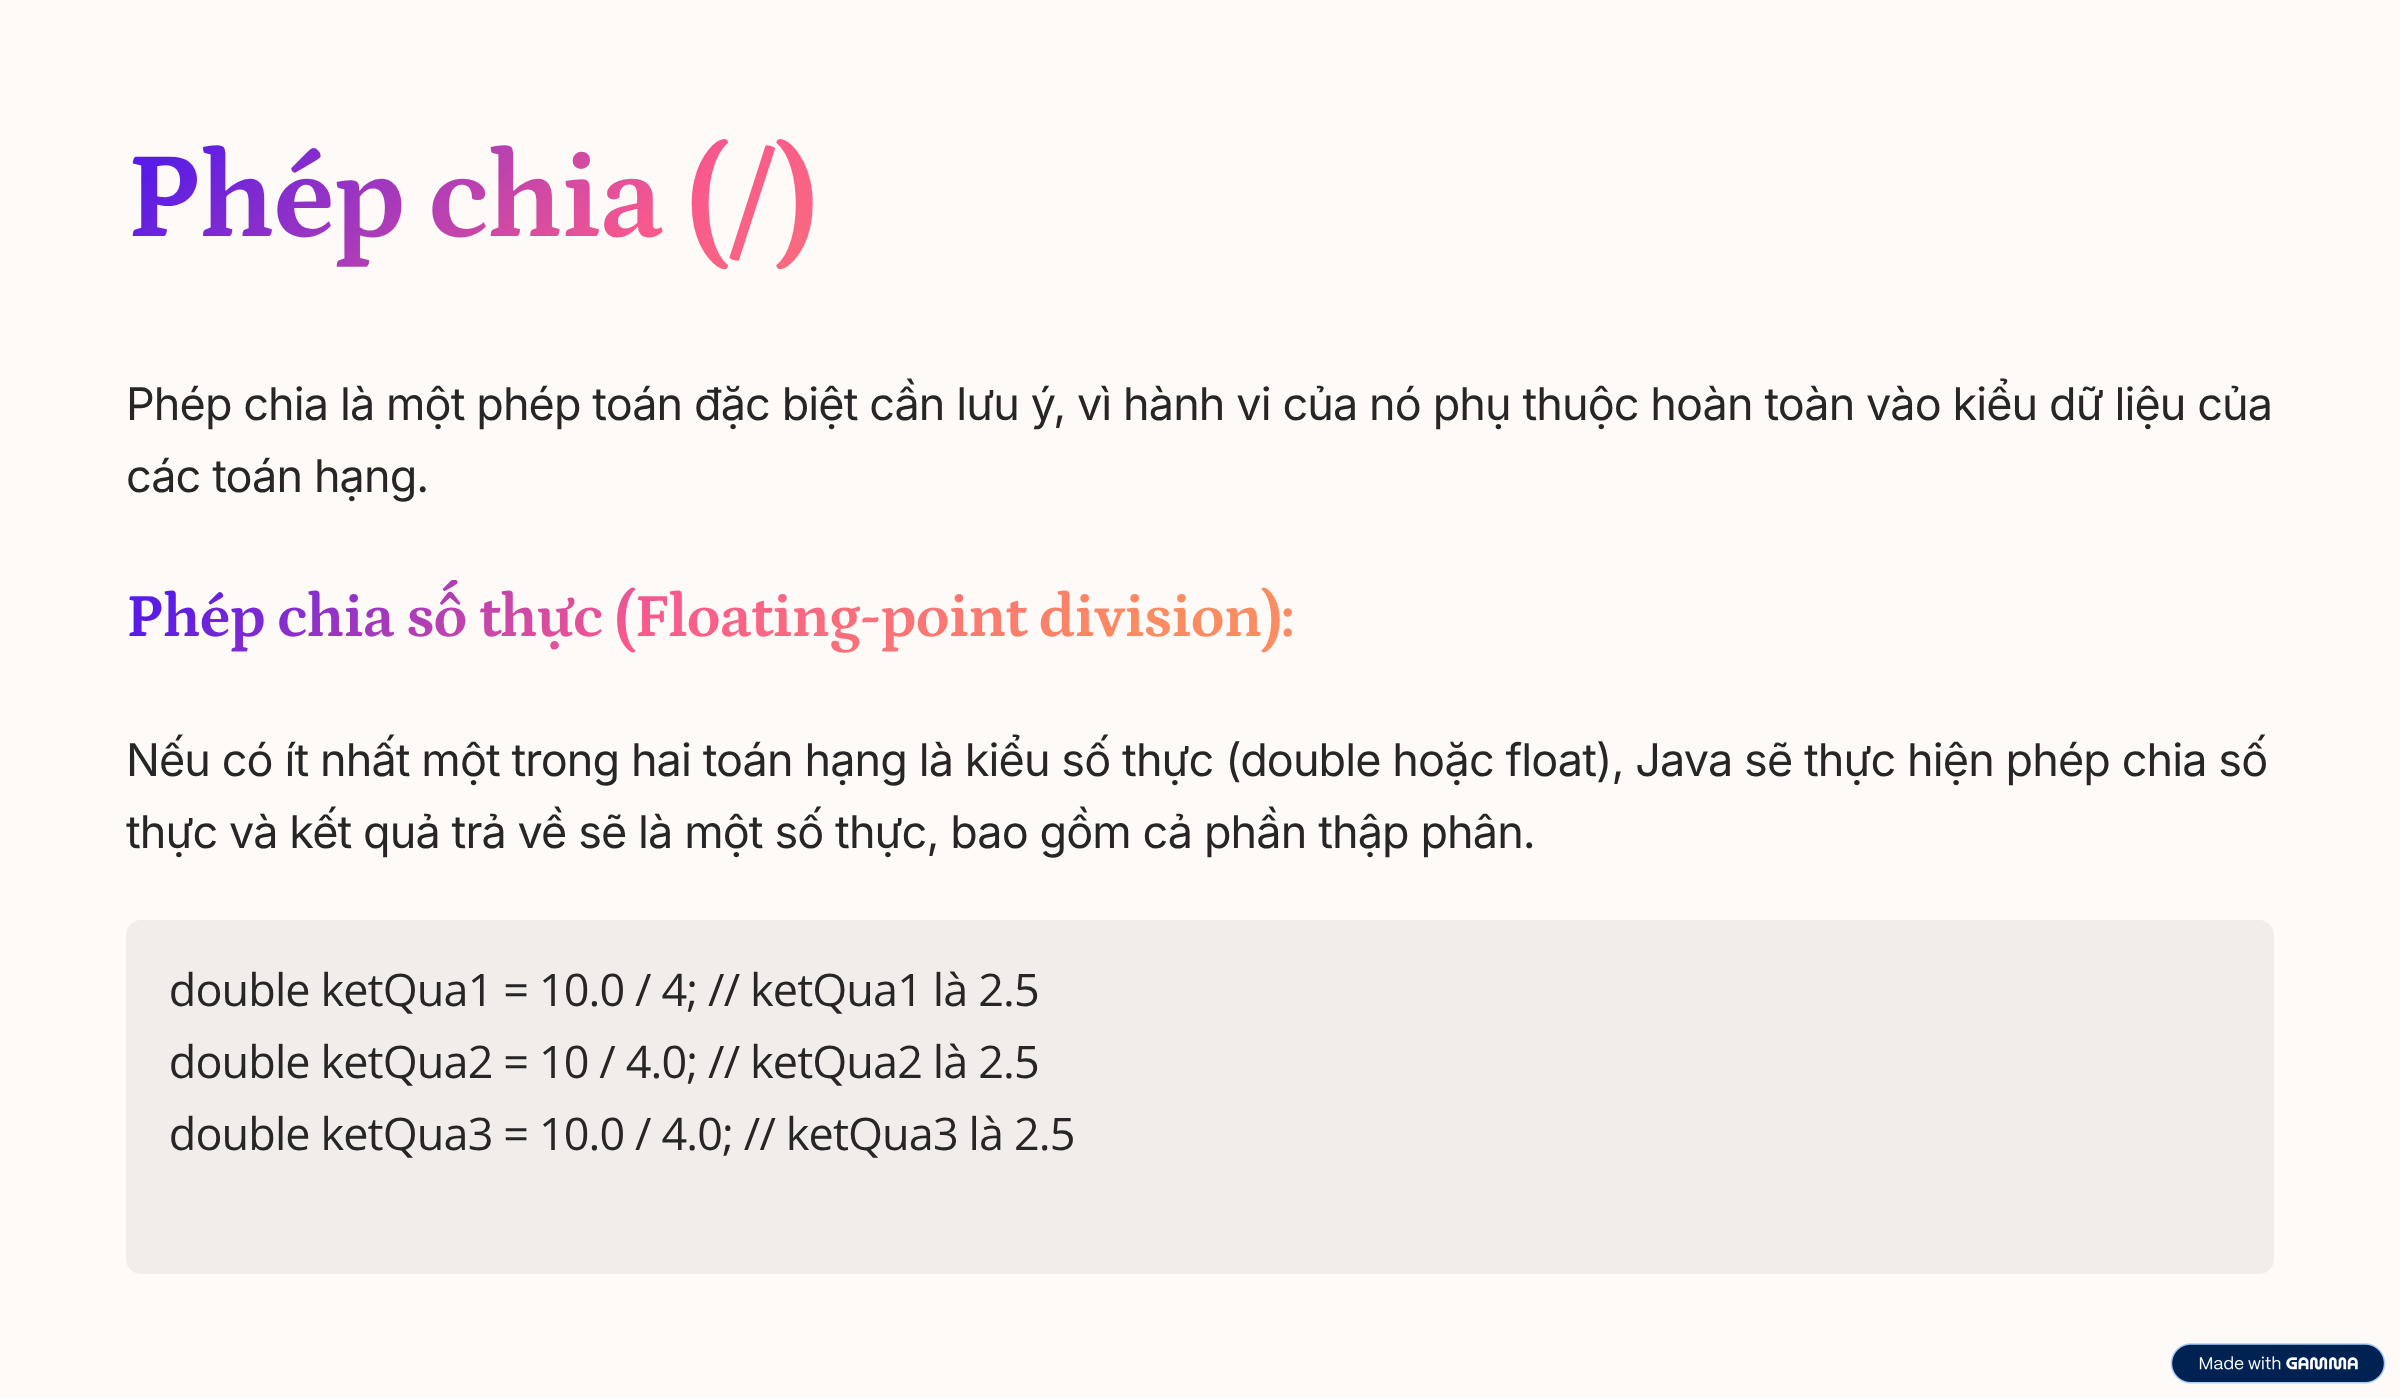 Phép chia (/)
Phép chia là một phép toán đặc biệt cần lưu ý, vì hành vi của nó phụ thuộc hoàn toàn vào kiểu dữ liệu của
các toán hạng.
Phép chia số thực (Floating-point division):
Nếu có ít nhất một trong hai toán hạng là kiểu số thực (double hoặc float), Java sẽ thực hiện phép chia số
thực và kết quả trả về sẽ là một số thực, bao gồm cả phần thập phân.
double ketQua1 = 10.0 / 4; // ketQua1 là 2.5
double ketQua2 = 10 / 4.0; // ketQua2 là 2.5
double ketQua3 = 10.0 / 4.0; // ketQua3 là 2.5
Made with GAMMA